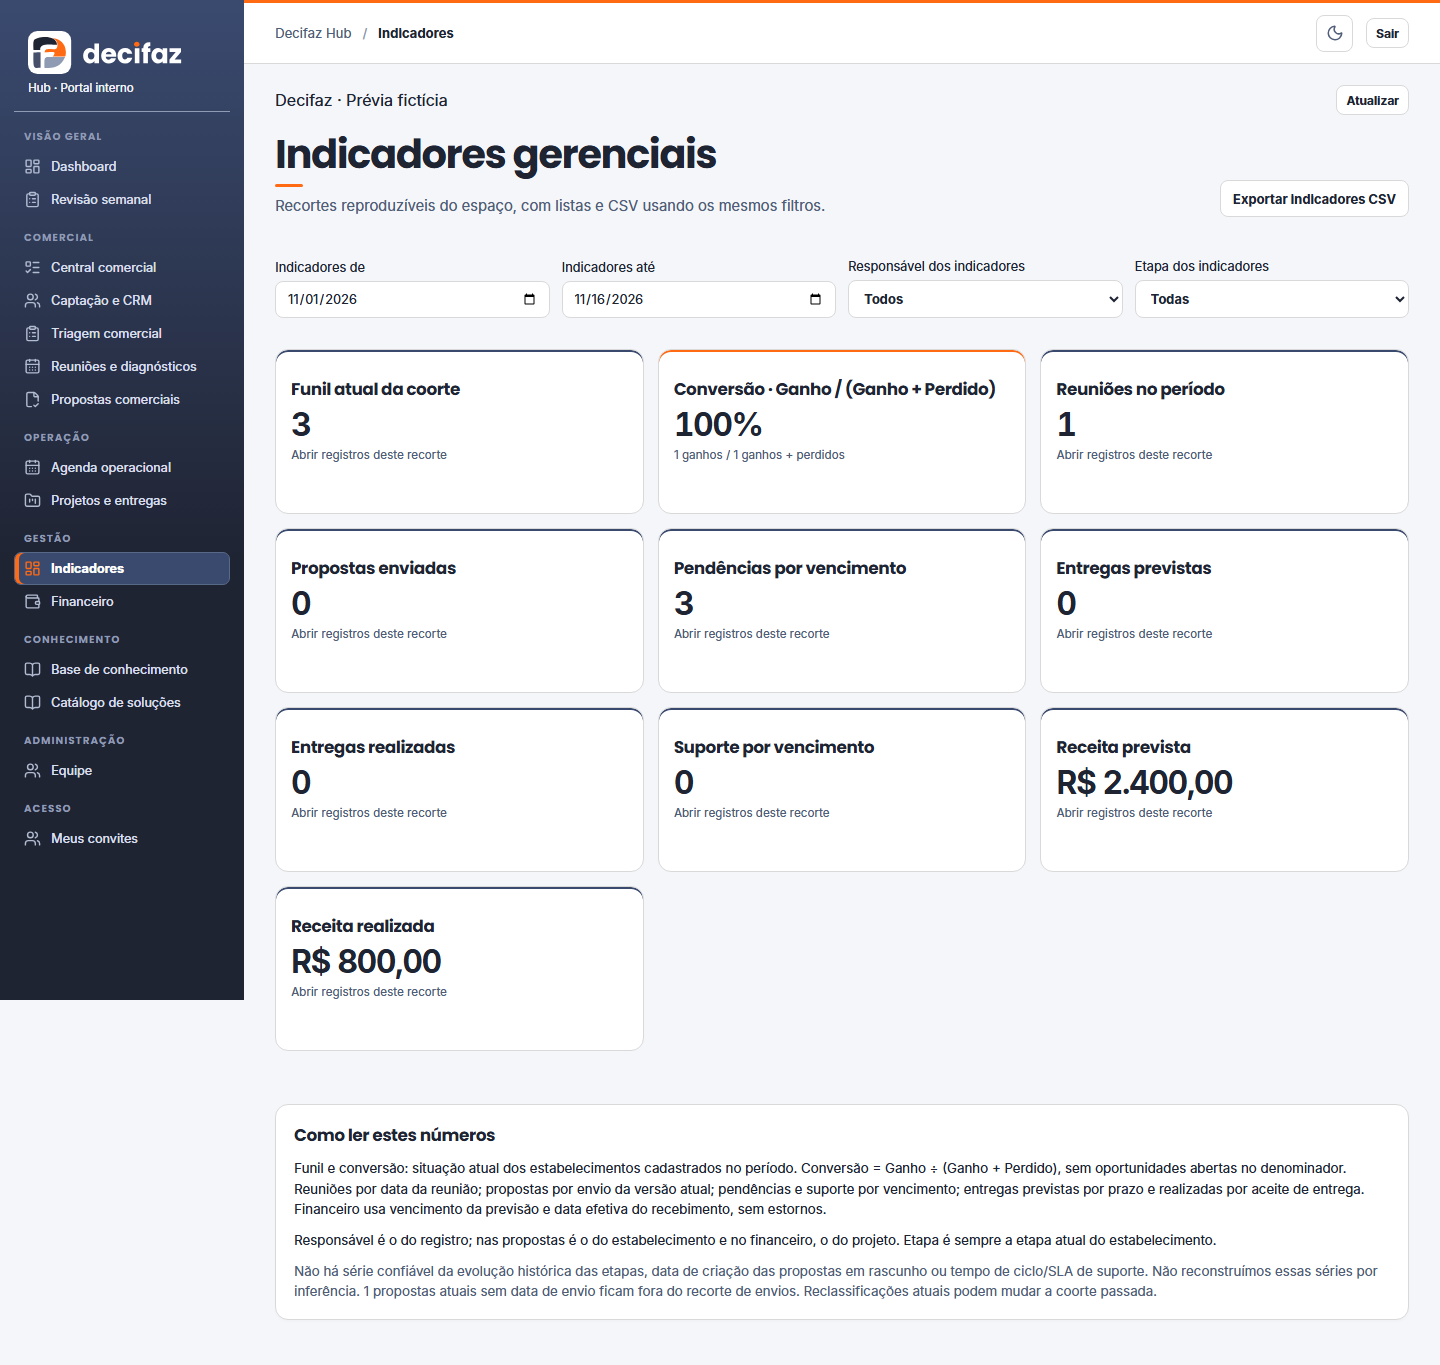 decifaz
Hub · Portal interno
VISÃO GERAL
Dashboard
Revisão semanal
COMERCIAL
Central comercial
Captação e CRM
Triagem comercial
Reuniões e diagnósticos
Propostas comerciais
OPERAÇÃO
Agenda operacional
Projetos e entregas
GESTÃO
Indicadores
Financeiro
CONHECIMENTO
Base de conhecimento
Catálogo de soluções
ADMINISTRAÇÃO
Equipe
ACESSO
Meus convites
Decifaz Hub / Indicadores
Sair
Decifaz · Prévia fictícia
Atualizar
Indicadores gerenciais
Recortes reproduzíveis do espaço, com listas e CSV usando os mesmos filtros.
Exportar Indicadores CSV
Indicadores de
11/01/2026
Indicadores até
11/16/2026
Responsável dos indicadores
Todos
Etapa dos indicadores
Todas
Funil atual da coorte
3
Abrir registros deste recorte
Conversão · Ganho / (Ganho + Perdido)
100%
1 ganhos / 1 ganhos + perdidos
Reuniões no período
1
Abrir registros deste recorte
Propostas enviadas
0
Abrir registros deste recorte
Pendências por vencimento
3
Abrir registros deste recorte
Entregas previstas
0
Abrir registros deste recorte
Entregas realizadas
0
Abrir registros deste recorte
Suporte por vencimento
0
Abrir registros deste recorte
Receita prevista
R$ 2.400,00
Abrir registros deste recorte
Receita realizada
R$ 800,00
Abrir registros deste recorte
Como ler estes números
Funil e conversão: situação atual dos estabelecimentos cadastrados no período. Conversão = Ganho ÷ (Ganho + Perdido), sem oportunidades abertas no denominador.
Reuniões por data da reunião; propostas por envio da versão atual; pendências e suporte por vencimento; entregas previstas por prazo e realizadas por aceite de entrega.
Financeiro usa vencimento da previsão e data efetiva do recebimento, sem estornos.
Responsável é o do registro; nas propostas é o do estabelecimento e no financeiro, o do projeto. Etapa é sempre a etapa atual do estabelecimento.
Não há série confiável da evolução histórica das etapas, data de criação das propostas em rascunho ou tempo de ciclo/SLA de suporte. Não reconstruímos essas séries por
inferência. 1 propostas atuais sem data de envio ficam fora do recorte de envios. Reclassificações atuais podem mudar a coorte passada.